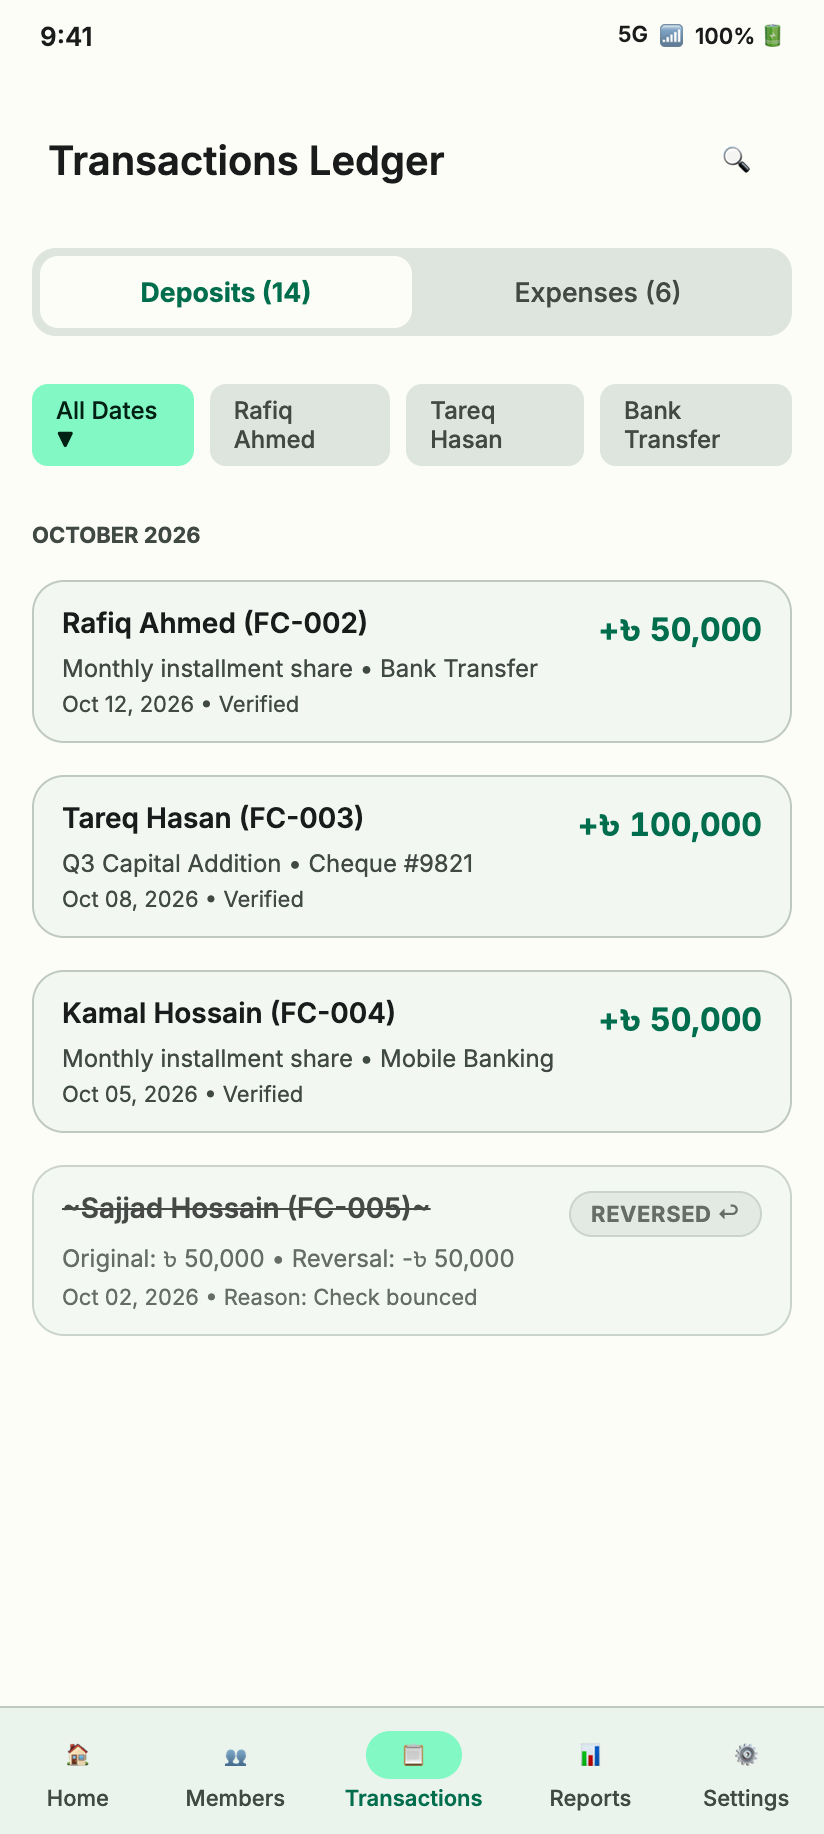 9:41
5G 100%
Transactions Ledger
Deposits (14)
Expenses (6)
All Dates
▼
Rafiq
Ahmed
Tareq
Hasan
Bank
Transfer
OCTOBER 2026
Rafiq Ahmed (FC-002)
+৳ 50,000
Monthly installment share • Bank Transfer
Oct 12, 2026 • Verified
Tareq Hasan (FC-003)
+৳ 100,000
Q3 Capital Addition • Cheque #9821
Oct 08, 2026 • Verified
Kamal Hossain (FC-004)
+৳ 50,000
Monthly installment share • Mobile Banking
Oct 05, 2026 • Verified
~Sajjad Hossain (FC-005)~
REVERSED ↩
Original: ৳ 50,000 • Reversal: -৳ 50,000
Oct 02, 2026 • Reason: Check bounced
Home
Members
Transactions
Reports
Settings